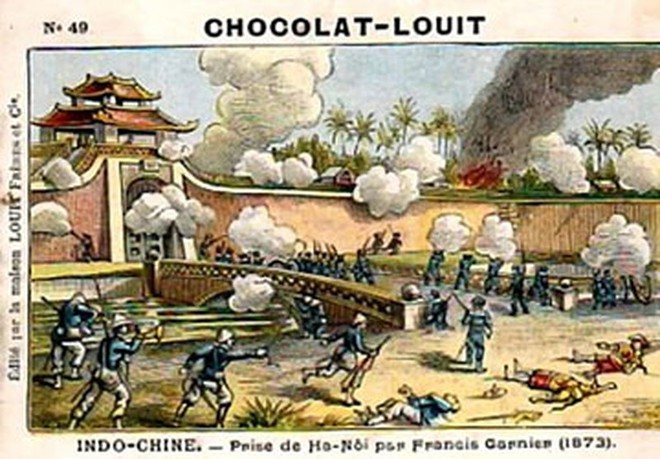 Nº 49
CHOCOLAT-LOUIT
Édité par la maison LOUIT Frères et Cie.
INDO-CHINE. — Prise de Ha-Nôi par Francis Garnier (1873).